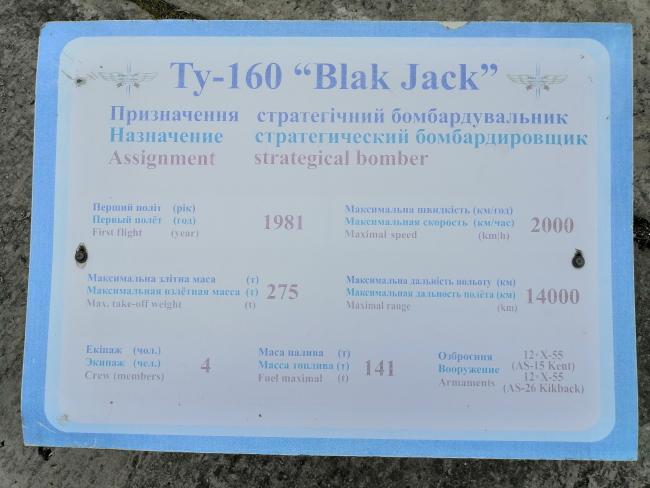 Ту-160 “Blak Jack”
Призначення стратегічний бомбардувальник
Назначение стратегический бомбардировщик
Assignment strategical bomber
Перший політ (рік)
Первый полёт (год)
First flight (year)
1981
Максимальна швидкість (км/год)
Максимальная скорость (км/час)
Maximal speed (km|h)
2000
Максимальна злітна маса (т)
Максимальная взлётная масса (т)
Max. take-off weight (t)
275
Максимальна дальність польоту (км)
Максимальная дальность полёта (км)
Maximal range (km)
14000
Екіпаж (чол.)
Экипаж (чел.)
Crew (members)
4
Маса палива (т)
Масса топлива (т)
Fuel maximal (t)
141
Озброєння
Вооружение
Armaments
12×Х-55
(AS-15 Kent)
12×Х-55
(AS-26 Kikback)